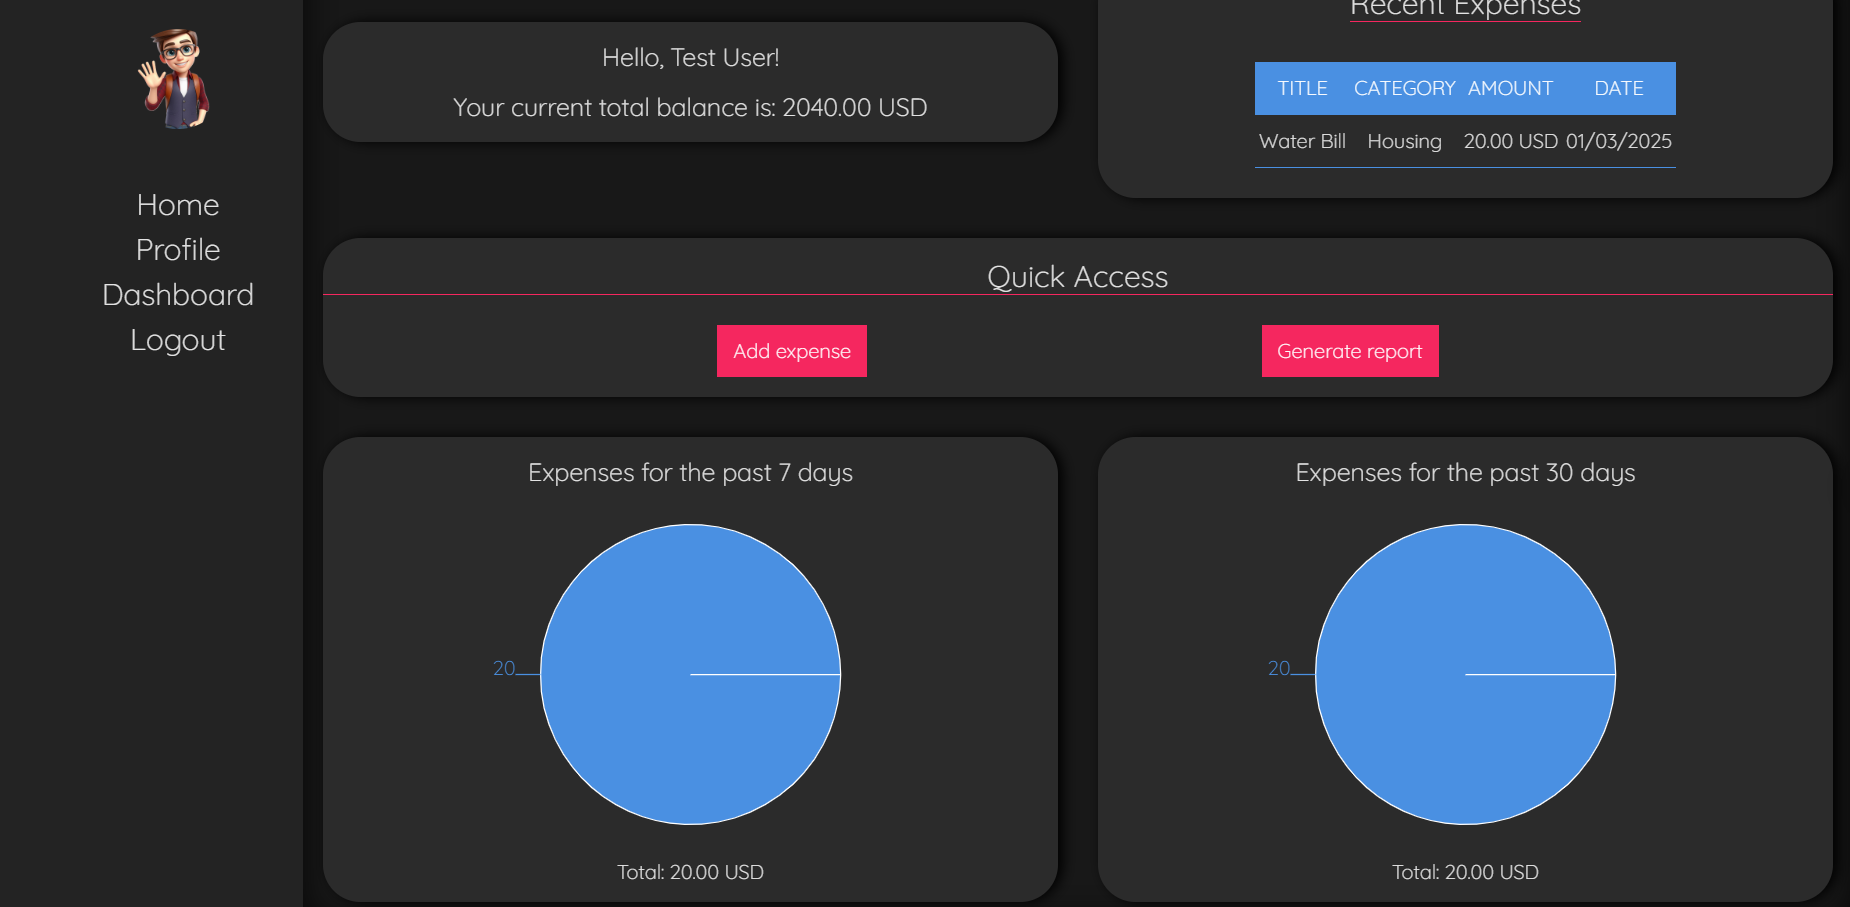 Home
Profile
Dashboard
Logout
Hello, Test User!
Your current total balance is: 2040.00 USD
Recent Expenses
TITLE CATEGORY AMOUNT DATE
Water Bill Housing 20.00 USD 01/03/2025
Quick Access
Add expense
Generate report
Expenses for the past 7 days
20
Total: 20.00 USD
Expenses for the past 30 days
20
Total: 20.00 USD